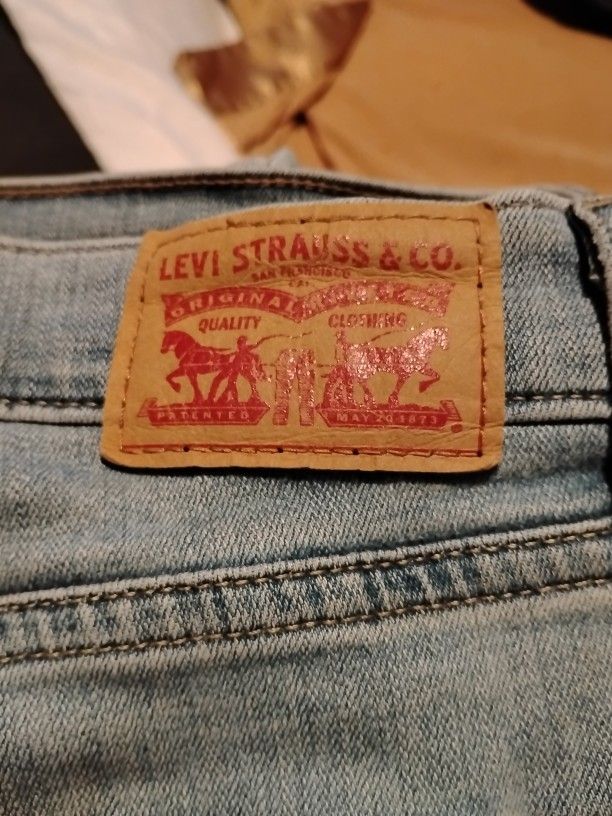 LEVI STRAUSS & CO.
SAN FRANCISCO
CAL
ORIGINAL
QUALITY CLOTHING
PATENTED MAY 20 1873